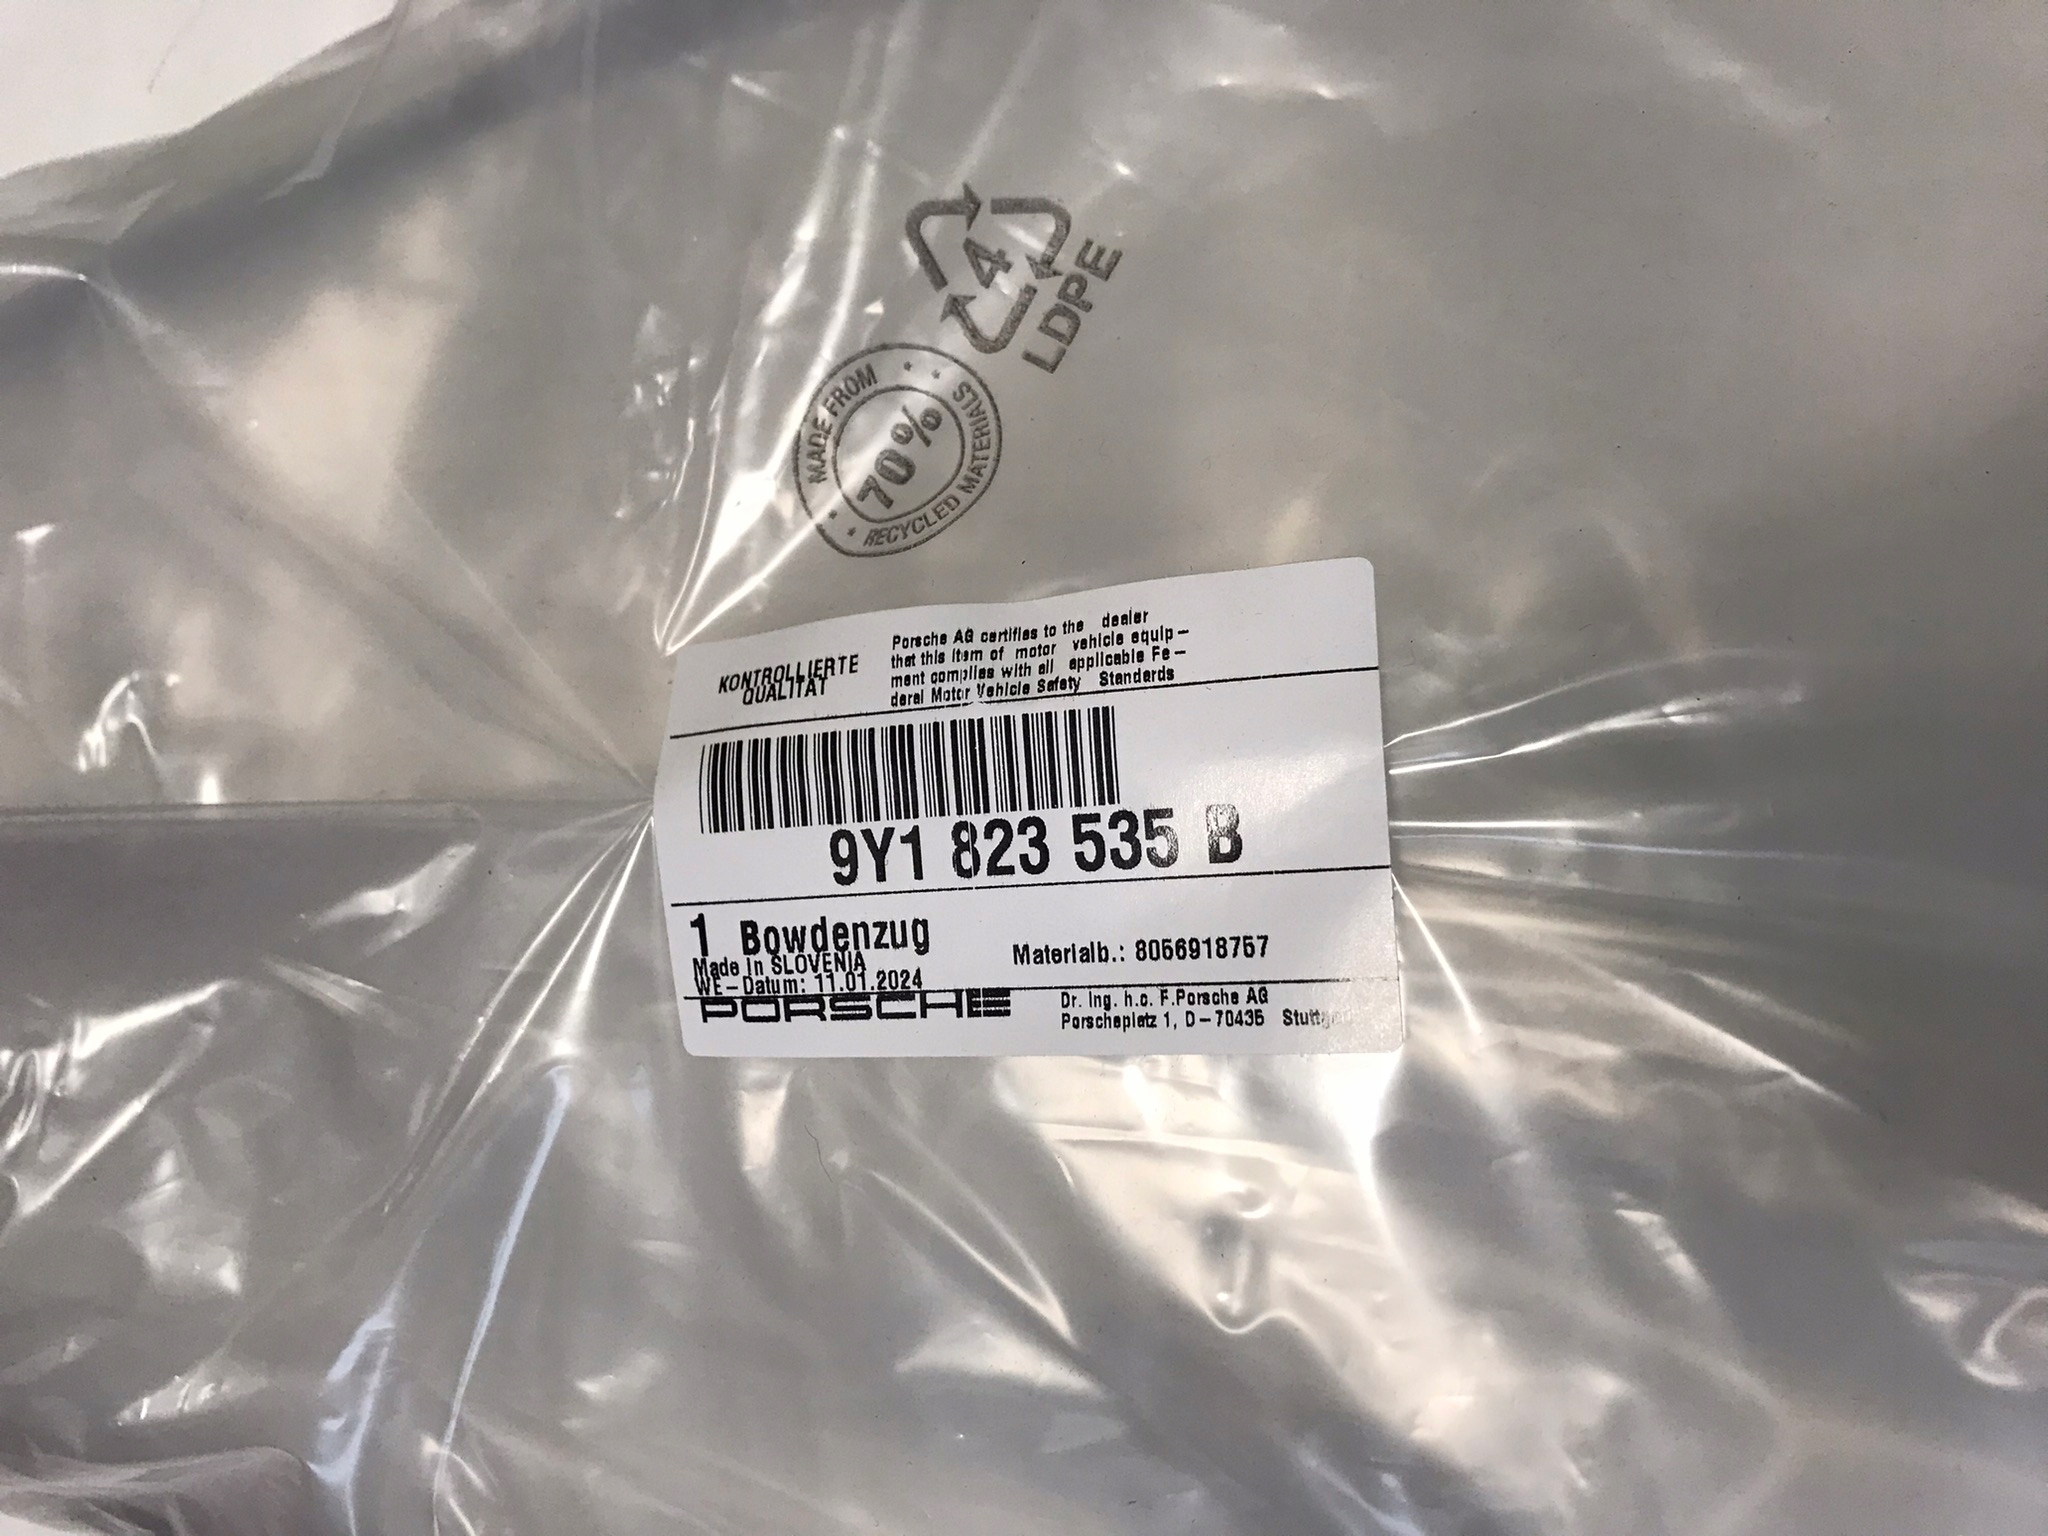 4
LDPE
MADE FROM
70%
RECYCLED MATERIALS
KONTROLLIERTE
QUALITÄT
Porsche AG certifies to the dealer
that this item of motor vehicle equip-
ment complies with all applicable Fe-
deral Motor Vehicle Safety Standards
9Y1 823 535 B
1 Bowdenzug
Made in SLOVENIA
WE-Datum: 11.01.2024
Materialb.: 8056918757
PORSCHE
Dr. Ing. h.c. F.Porsche AG
Porscheplatz 1, D-70435 Stuttgart